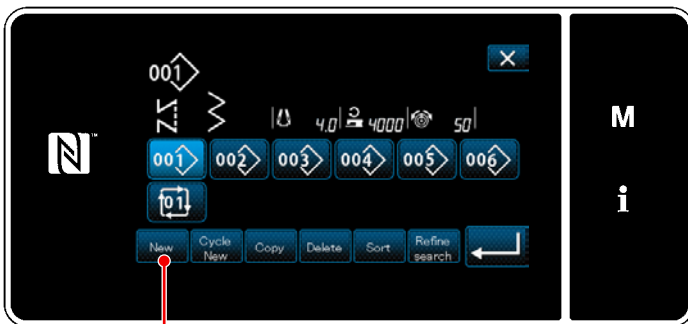 001
4.0 4000 50
001 002 003 004 005 006
01
New Cycle New Copy Delete Sort Refine search
M
i
N™